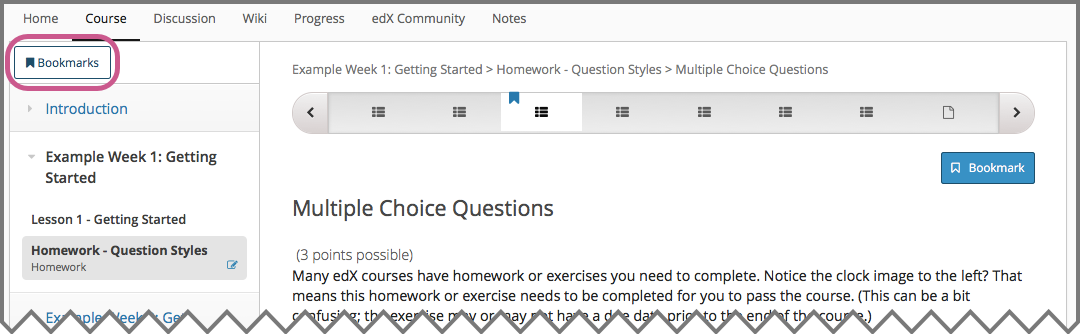 Home Course Discussion Wiki Progress edX Community Notes
Bookmarks
Introduction
Example Week 1: Getting
Started
Lesson 1 - Getting Started
Homework - Question Styles
Homework
Example Week
Example Week 1: Getting Started > Homework - Question Styles > Multiple Choice Questions
Bookmark
Multiple Choice Questions
(3 points possible)
Many edX courses have homework or exercises you need to complete. Notice the clock image to the left? That
means this homework or exercise needs to be completed for you to pass the course. (This can be a bit
confusing; the exercise may or may not have a due date prior to the end of the course.)